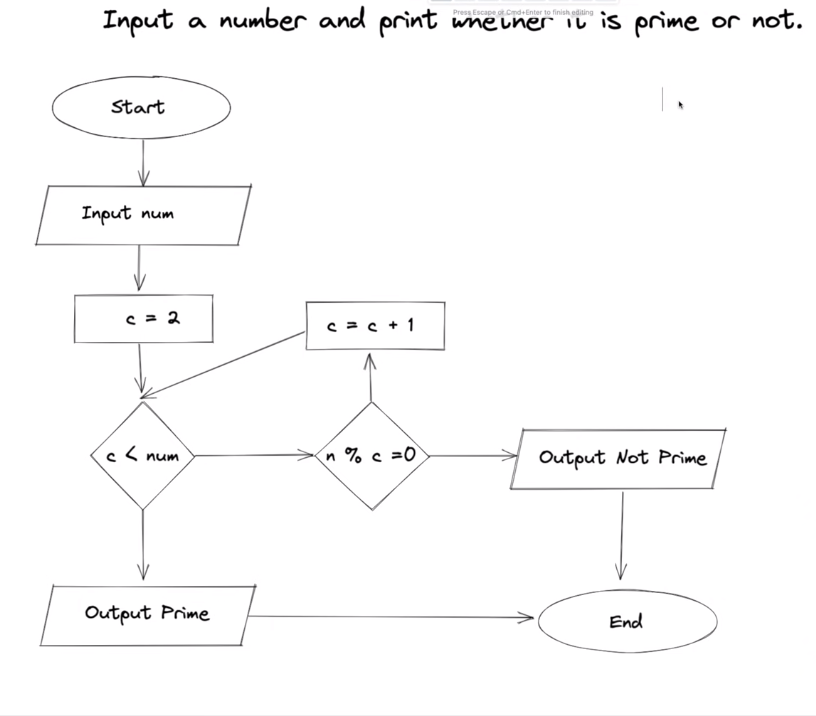 Press Escape or Cmd+Enter to finish editing
Input a number and print whether it is prime or not.
Start
Input num
c = 2
c = c + 1
c < num
n % c =0
Output Not Prime
Output Prime
End